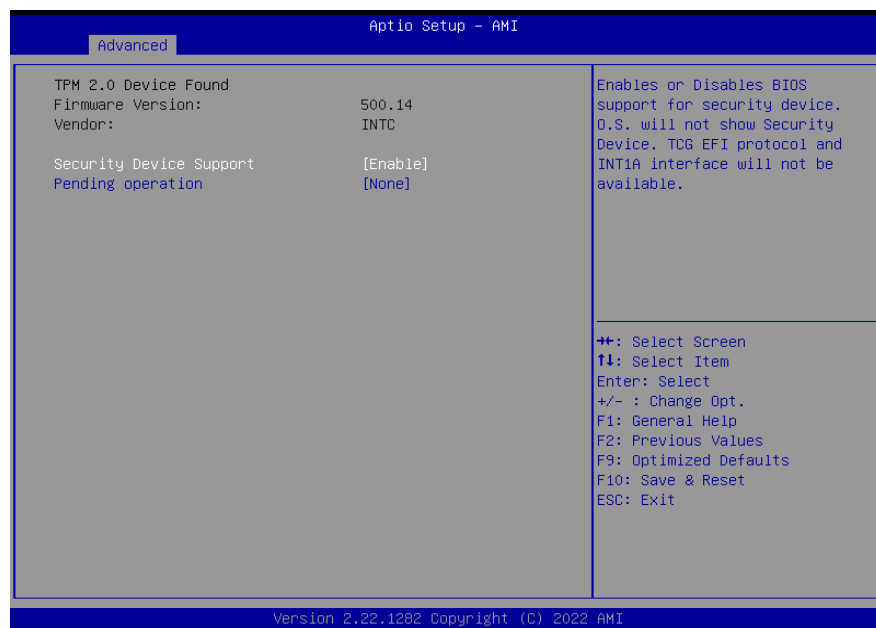 Aptio Setup – AMI
Advanced
TPM 2.0 Device Found
Firmware Version: 500.14
Vendor: INTC
Security Device Support [Enable]
Pending operation [None]
Enables or Disables BIOS
support for security device.
O.S. will not show Security
Device. TCG EFI protocol and
INT1A interface will not be
available.
→←: Select Screen
↑↓: Select Item
Enter: Select
+/- : Change Opt.
F1: General Help
F2: Previous Values
F9: Optimized Defaults
F10: Save & Reset
ESC: Exit
Version 2.22.1282 Copyright (C) 2022 AMI